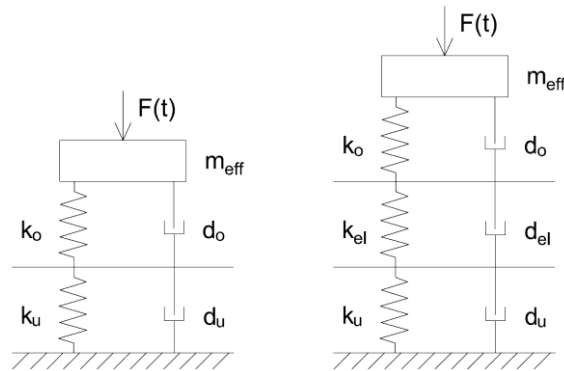 F(t)
m_eff
k_o d_o
k_u d_u
F(t)
m_eff
k_o d_o
k_el d_el
k_u d_u